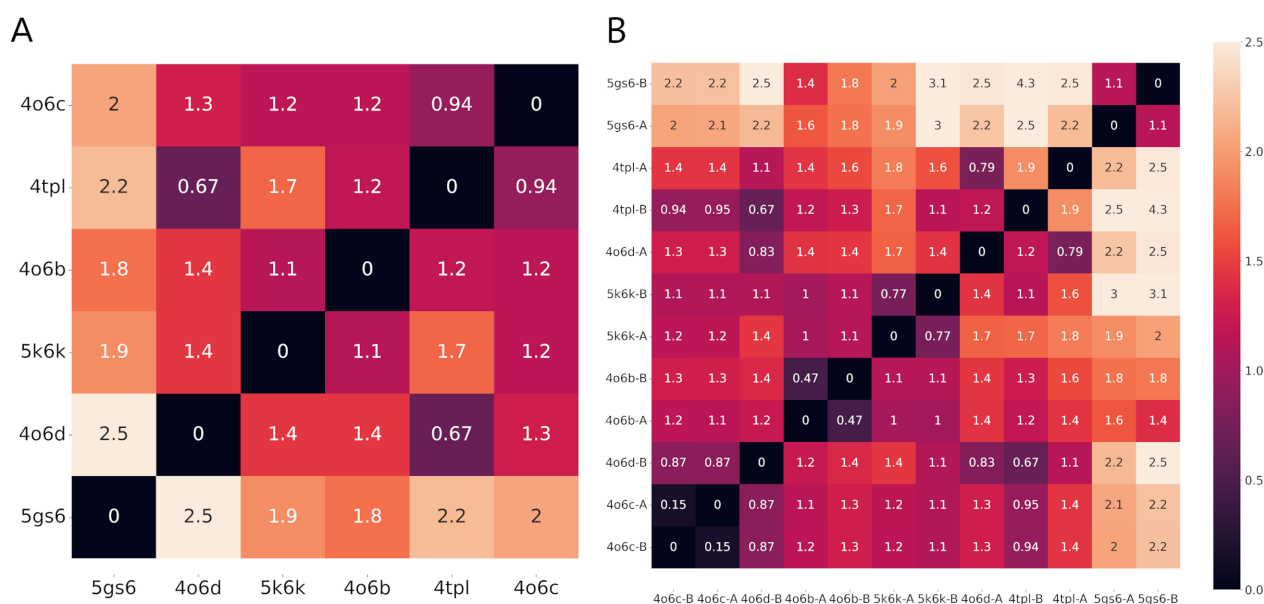 A
4o6c 2 1.3 1.2 1.2 0.94 0
4tpl 2.2 0.67 1.7 1.2 0 0.94
4o6b 1.8 1.4 1.1 0 1.2 1.2
5k6k 1.9 1.4 0 1.1 1.7 1.2
4o6d 2.5 0 1.4 1.4 0.67 1.3
5gs6 0 2.5 1.9 1.8 2.2 2
5gs6 4o6d 5k6k 4o6b 4tpl 4o6c
B
5gs6-B 2.2 2.2 2.5 1.4 1.8 2 3.1 2.5 4.3 2.5 1.1 0
5gs6-A 2 2.1 2.2 1.6 1.8 1.9 3 2.2 2.5 2.2 0 1.1
4tpl-A 1.4 1.4 1.1 1.4 1.6 1.8 1.6 0.79 1.9 0 2.2 2.5
4tpl-B 0.94 0.95 0.67 1.2 1.3 1.7 1.1 1.2 0 1.9 2.5 4.3
4o6d-A 1.3 1.3 0.83 1.4 1.4 1.7 1.4 0 1.2 0.79 2.2 2.5
5k6k-B 1.1 1.1 1.1 1 1.1 0.77 0 1.4 1.1 1.6 3 3.1
5k6k-A 1.2 1.2 1.4 1 1.1 0 0.77 1.7 1.7 1.8 1.9 2
4o6b-B 1.3 1.3 1.4 0.47 0 1.1 1.1 1.4 1.3 1.6 1.8 1.8
4o6b-A 1.2 1.1 1.2 0 0.47 1 1 1.4 1.2 1.4 1.6 1.4
4o6d-B 0.87 0.87 0 1.2 1.4 1.4 1.1 0.83 0.67 1.1 2.2 2.5
4o6c-A 0.15 0 0.87 1.1 1.3 1.2 1.1 1.3 0.95 1.4 2.1 2.2
4o6c-B 0 0.15 0.87 1.2 1.3 1.2 1.1 1.3 0.94 1.4 2 2.2
4o6c-B 4o6c-A 4o6d-B 4o6b-A 4o6b-B 5k6k-A 5k6k-B 4o6d-A 4tpl-B 4tpl-A 5gs6-A 5gs6-B
2.5
2.0
1.5
1.0
0.5
0.0